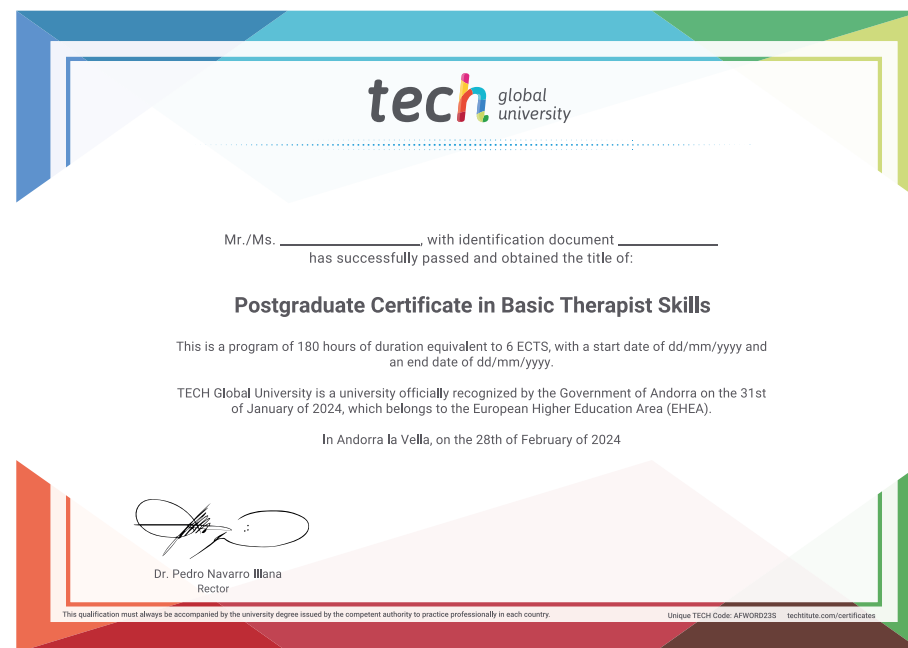 tech global university
Mr./Ms. ____________, with identification document ____________
has successfully passed and obtained the title of:
Postgraduate Certificate in Basic Therapist Skills
This is a program of 180 hours of duration equivalent to 6 ECTS, with a start date of dd/mm/yyyy and
an end date of dd/mm/yyyy.
TECH Global University is a university officially recognized by the Government of Andorra on the 31st
of January of 2024, which belongs to the European Higher Education Area (EHEA).
In Andorra la Vella, on the 28th of February of 2024
Dr. Pedro Navarro Illana
Rector
This qualification must always be accompanied by the university degree issued by the competent authority to practice professionally in each country.
Unique TECH Code: AFWORD23S techtitute.com/certificates